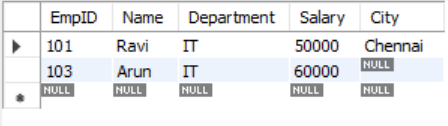 EmpID Name Department Salary City
101 Ravi IT 50000 Chennai
103 Arun IT 60000 NULL
NULL NULL NULL NULL NULL